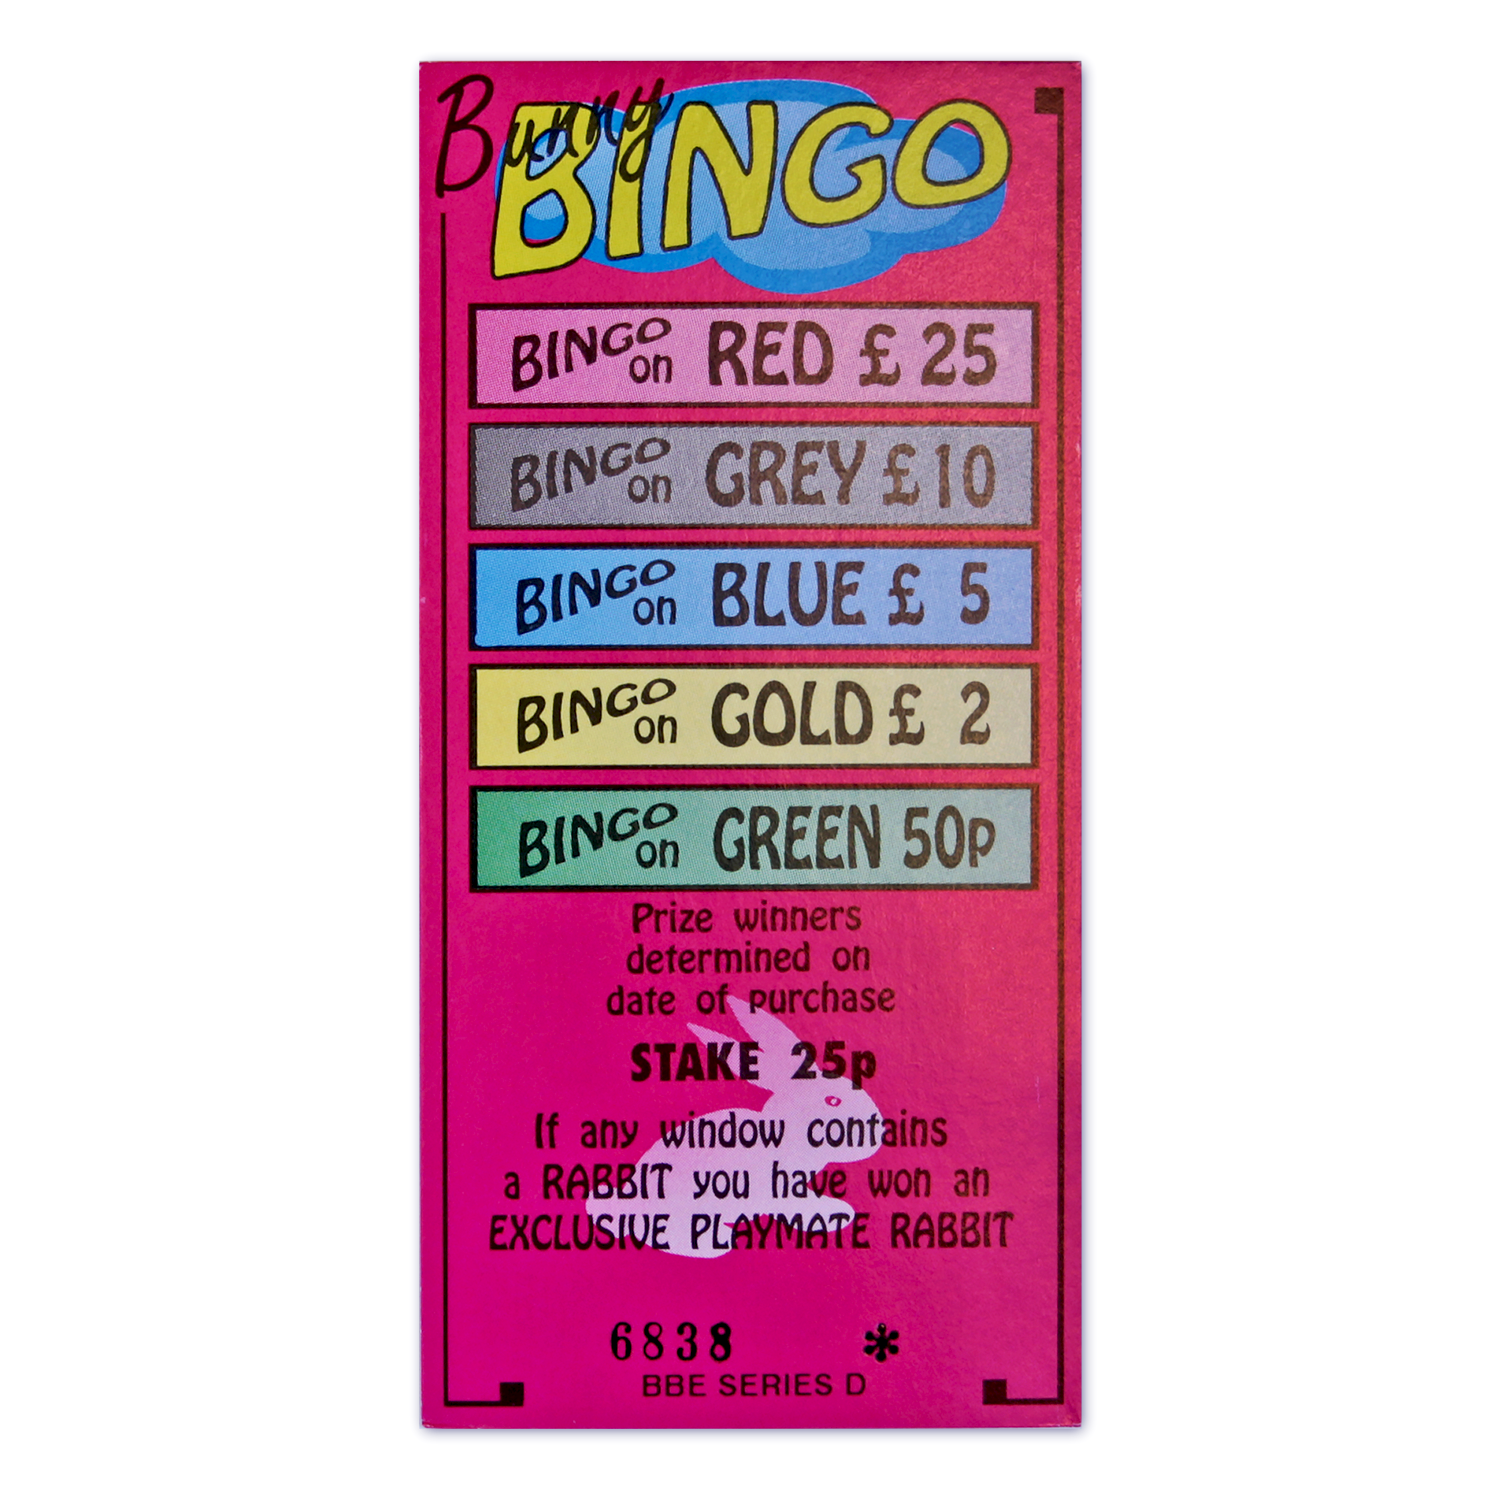 Bunny
BINGO
BINGO on RED £ 25
BINGO on GREY £ 10
BINGO on BLUE £ 5
BINGO on GOLD £ 2
BINGO on GREEN 50p
Prize winners
determined on
date of purchase
STAKE 25p
If any window contains
a RABBIT you have won an
EXCLUSIVE PLAYMATE RABBIT
6838 *
BBE SERIES D